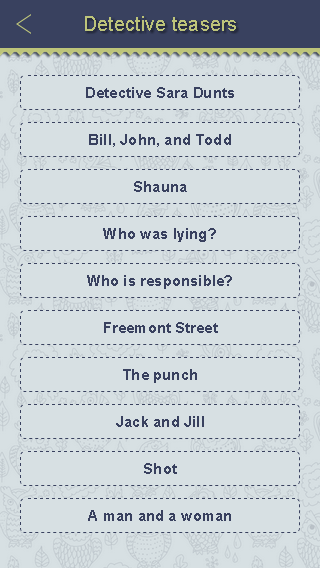 Detective teasers
Detective Sara Dunts
Bill, John, and Todd
Shauna
Who was lying?
Who is responsible?
Freemont Street
The punch
Jack and Jill
Shot
A man and a woman